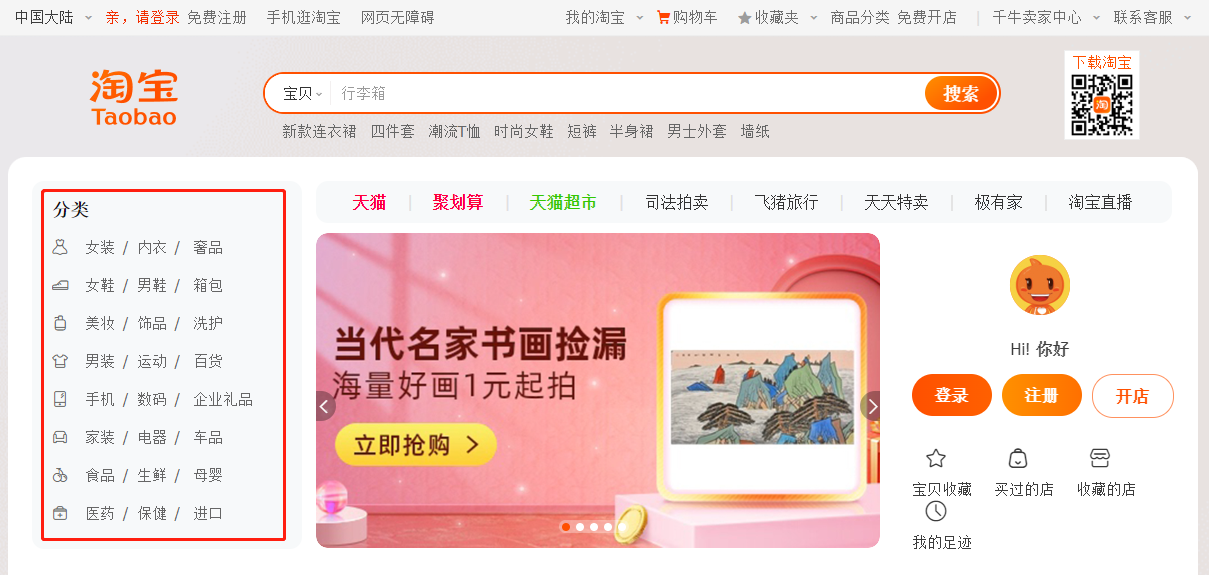 中国大陆 亲，请登录 免费注册 手机逛淘宝 网页无障碍 我的淘宝 购物车 收藏夹 商品分类 免费开店 | 千牛卖家中心 联系客服
下载淘宝
淘
淘宝
Taobao
宝贝 行李箱 搜索
新款连衣裙 四件套 潮流T恤 时尚女鞋 短裤 半身裙 男士外套 墙纸
分类
女装 / 内衣 / 奢品
女鞋 / 男鞋 / 箱包
美妆 / 饰品 / 洗护
男装 / 运动 / 百货
手机 / 数码 / 企业礼品
家装 / 电器 / 车品
食品 / 生鲜 / 母婴
医药 / 保健 / 进口
天猫 | 聚划算 | 天猫超市 | 司法拍卖 | 飞猪旅行 | 天天特卖 | 极有家 | 淘宝直播
当代名家书画捡漏
海量好画1元起拍
立即抢购 >
Hi! 你好
登录 注册 开店
宝贝收藏 买过的店 收藏的店
我的足迹